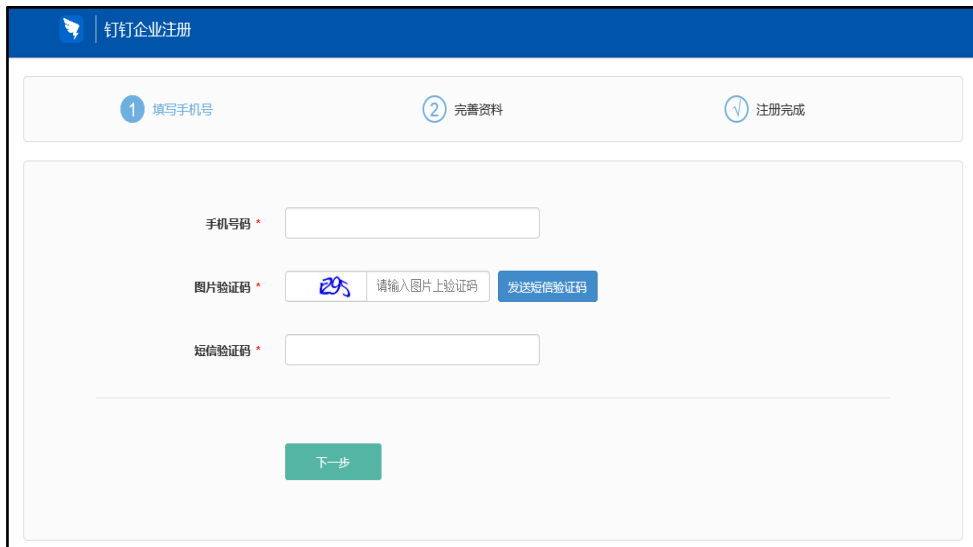 钉钉企业注册
1 填写手机号
2 完善资料
√ 注册完成
手机号码 *
图片验证码 * 请输入图片上验证码 发送短信验证码
短信验证码 *
下一步